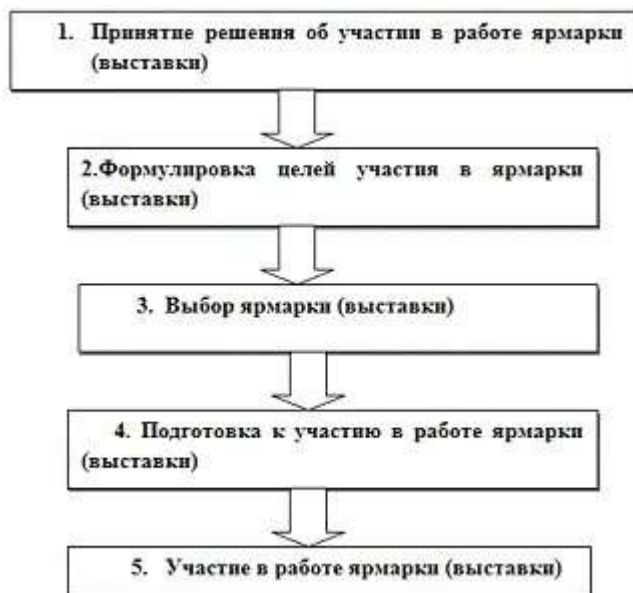 1. Принятие решения об участии в работе ярмарки
(выставки)
2.Формулировка целей участия в ярмарки
(выставки)
3. Выбор ярмарки (выставки)
4. Подготовка к участию в работе ярмарки
(выставки)
5. Участие в работе ярмарки (выставки)